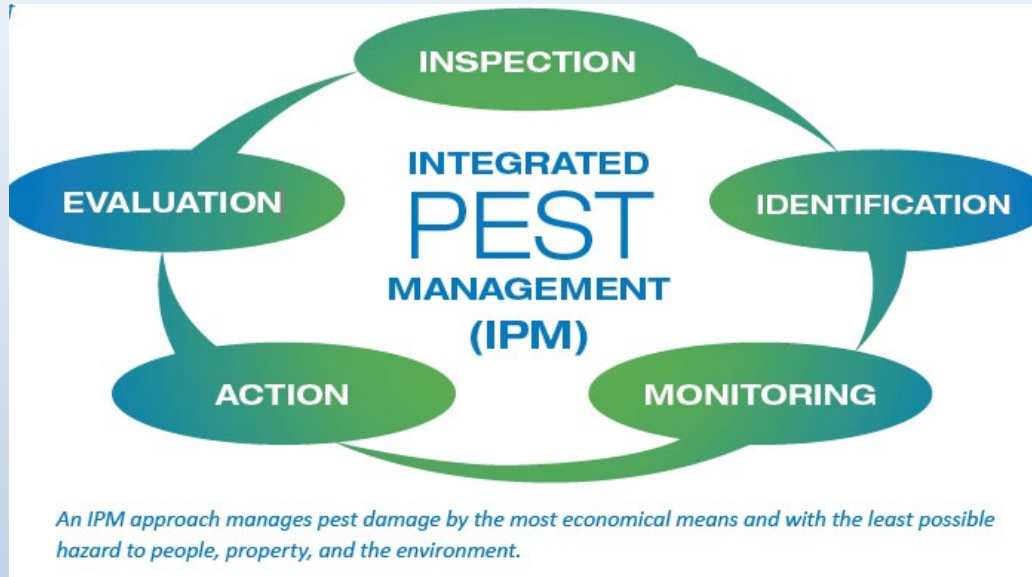 INSPECTION
EVALUATION
INTEGRATED
PEST
MANAGEMENT
(IPM)
IDENTIFICATION
ACTION
MONITORING
An IPM approach manages pest damage by the most economical means and with the least possible
hazard to people, property, and the environment.